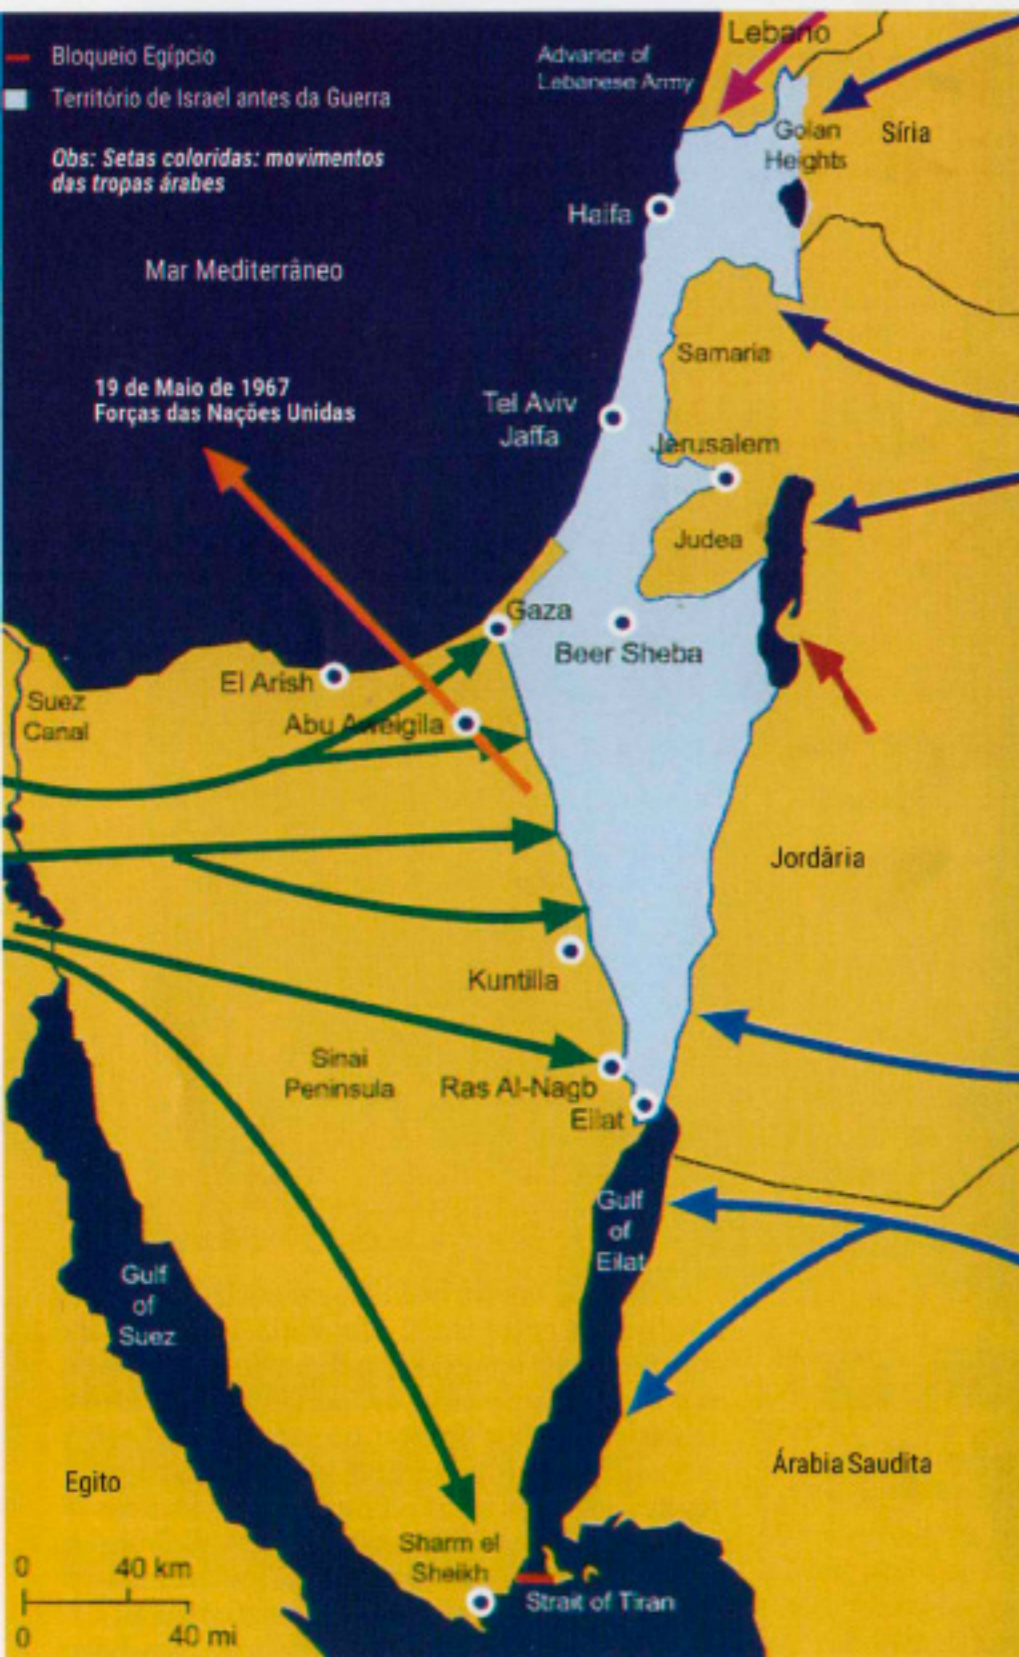 Bloqueio Egípcio
Território de Israel antes da Guerra
Obs: Setas coloridas: movimentos
das tropas árabes
Advance of
Lebanese Army
Lebano
Golan
Heights
Síria
Haifa
Mar Mediterrâneo
Samaria
19 de Maio de 1967
Forças das Nações Unidas
Tel Aviv
Jaffa
Jerusalem
Judea
Gaza
Beer Sheba
El Arish
Suez
Canal
Abu Aweigila
Jordâria
Kuntilla
Sinai
Peninsula
Ras Al-Nagb
Eilat
Gulf
of
Eilat
Gulf
of
Suez
Egito
Árabia Saudita
Sharm el
Sheikh
Strait of Tiran
0 40 km
0 40 mi